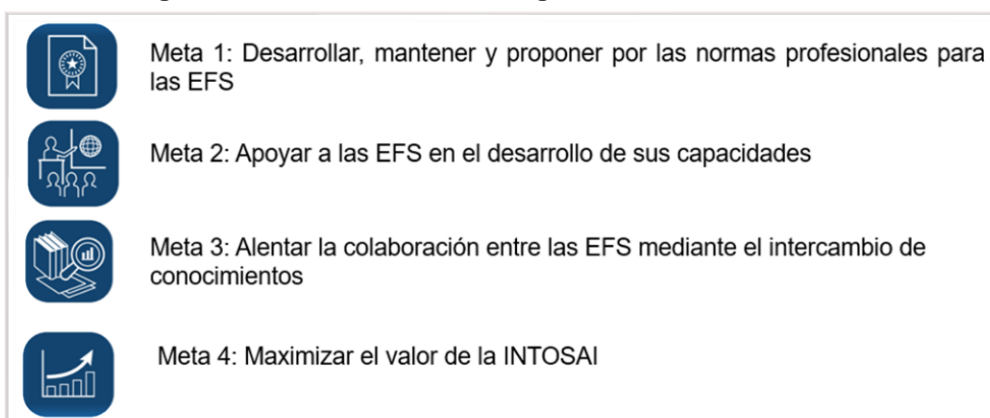 Meta 1: Desarrollar, mantener y proponer por las normas profesionales para
las EFS
Meta 2: Apoyar a las EFS en el desarrollo de sus capacidades
Meta 3: Alentar la colaboración entre las EFS mediante el intercambio de
conocimientos
Meta 4: Maximizar el valor de la INTOSAI